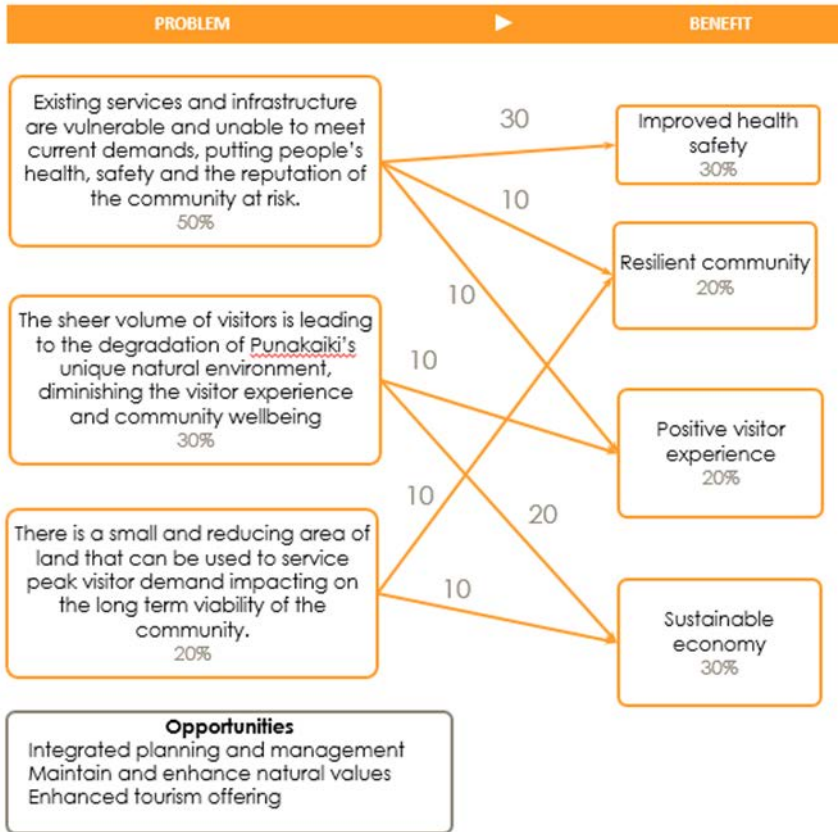 PROBLEM
BENEFIT
Existing services and infrastructure
are vulnerable and unable to meet
current demands, putting people's
health, safety and the reputation of
the community at risk.
50%
The sheer volume of visitors is leading
to the degradation of Punakaiki's
unique natural environment,
diminishing the visitor experience
and community wellbeing
30%
There is a small and reducing area of
land that can be used to service
peak visitor demand impacting on
the long term viability of the
community.
20%
30
10
10
10
10
20
10
Improved health
safety
30%
Resilient community
20%
Positive visitor
experience
20%
Sustainable
economy
30%
Opportunities
Integrated planning and management
Maintain and enhance natural values
Enhanced tourism offering